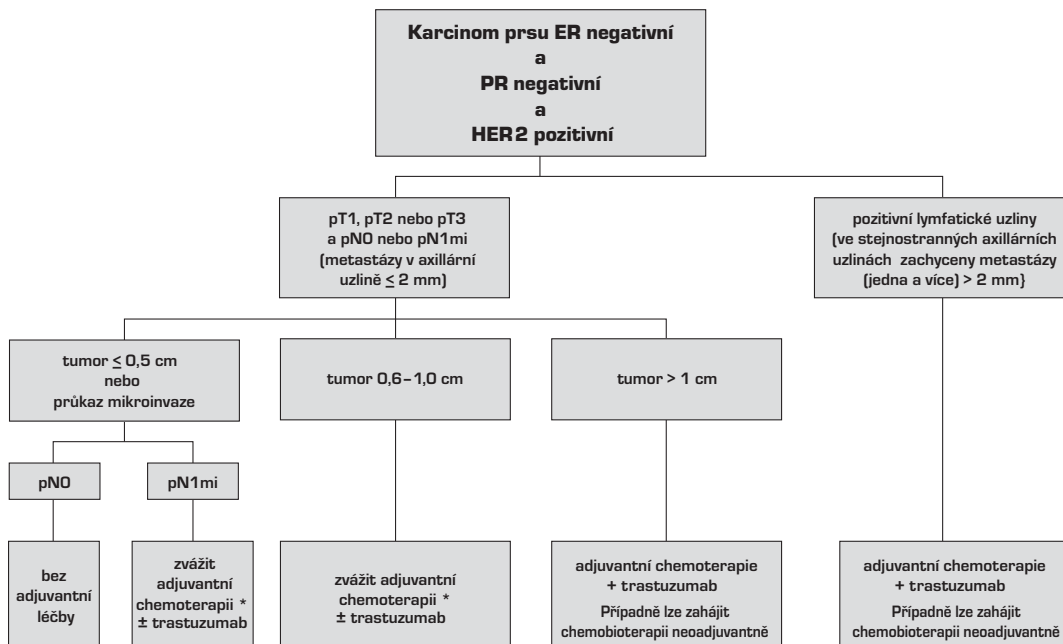 Karcinom prsu ER negativní
a
PR negativní
a
HER2 pozitivní
pT1, pT2 nebo pT3
a pN0 nebo pN1mi
(metastázy v axillární
uzlině ≤ 2 mm)
pozitivní lymfatické uzliny
(ve stejnostranných axillárních
uzlinách zachyceny metastázy
(jedna a více) > 2 mm}
tumor ≤ 0,5 cm
nebo
průkaz mikroinvaze
tumor 0,6–1,0 cm
tumor > 1 cm
pN0
pN1mi
bez
adjuvantní
léčby
zvážit
adjuvantní
chemoterapii *
± trastuzumab
zvážit adjuvantní
chemoterapii *
± trastuzumab
adjuvantní chemoterapie
+ trastuzumab
Případně lze zahájit
chemobioterapii neoadjuvantně
adjuvantní chemoterapie
+ trastuzumab
Případně lze zahájit
chemobioterapii neoadjuvantně